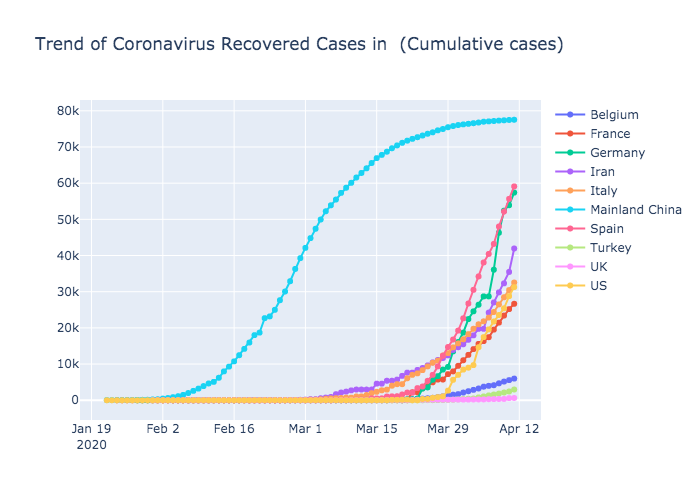 Trend of Coronavirus Recovered Cases in  (Cumulative cases)
80k
70k
60k
50k
40k
30k
20k
10k
0
Jan 19
2020
Feb 2
Feb 16
Mar 1
Mar 15
Mar 29
Apr 12
Belgium
France
Germany
Iran
Italy
Mainland China
Spain
Turkey
UK
US